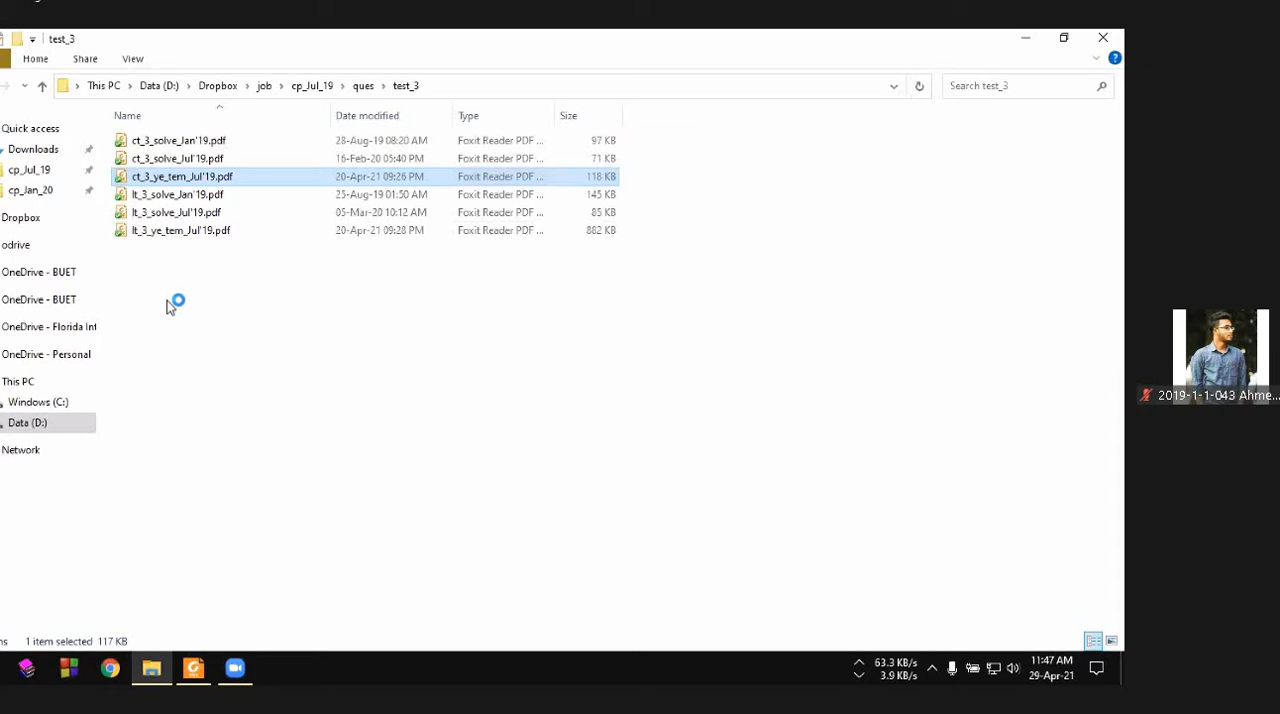 test_3
Home Share View
This PC Data (D:) Dropbox job cp_Jul_19 ques test_3
Search test_3
Name Date modified Type Size
ct_3_solve_Jan'19.pdf 28-Aug-19 08:20 AM Foxit Reader PDF ... 97 KB
ct_3_solve_Jul'19.pdf 16-Feb-20 05:40 PM Foxit Reader PDF ... 71 KB
ct_3_ye_tem_Jul'19.pdf 20-Apr-21 09:26 PM Foxit Reader PDF ... 118 KB
lt_3_solve_Jan'19.pdf 25-Aug-19 01:50 AM Foxit Reader PDF ... 145 KB
lt_3_solve_Jul'19.pdf 05-Mar-20 10:12 AM Foxit Reader PDF ... 85 KB
lt_3_ye_tem_Jul'19.pdf 20-Apr-21 09:28 PM Foxit Reader PDF ... 882 KB
Quick access
Downloads
cp_Jul_19
cp_Jan_20
Dropbox
odrive
OneDrive - BUET
OneDrive - BUET
OneDrive - Florida Int
OneDrive - Personal
This PC
Windows (C:)
Data (D:)
Network
2019-1-1-043 Ahme...
ms 1 item selected 117 KB
63.3 KB/s
3.9 KB/s
11:47 AM
29-Apr-21